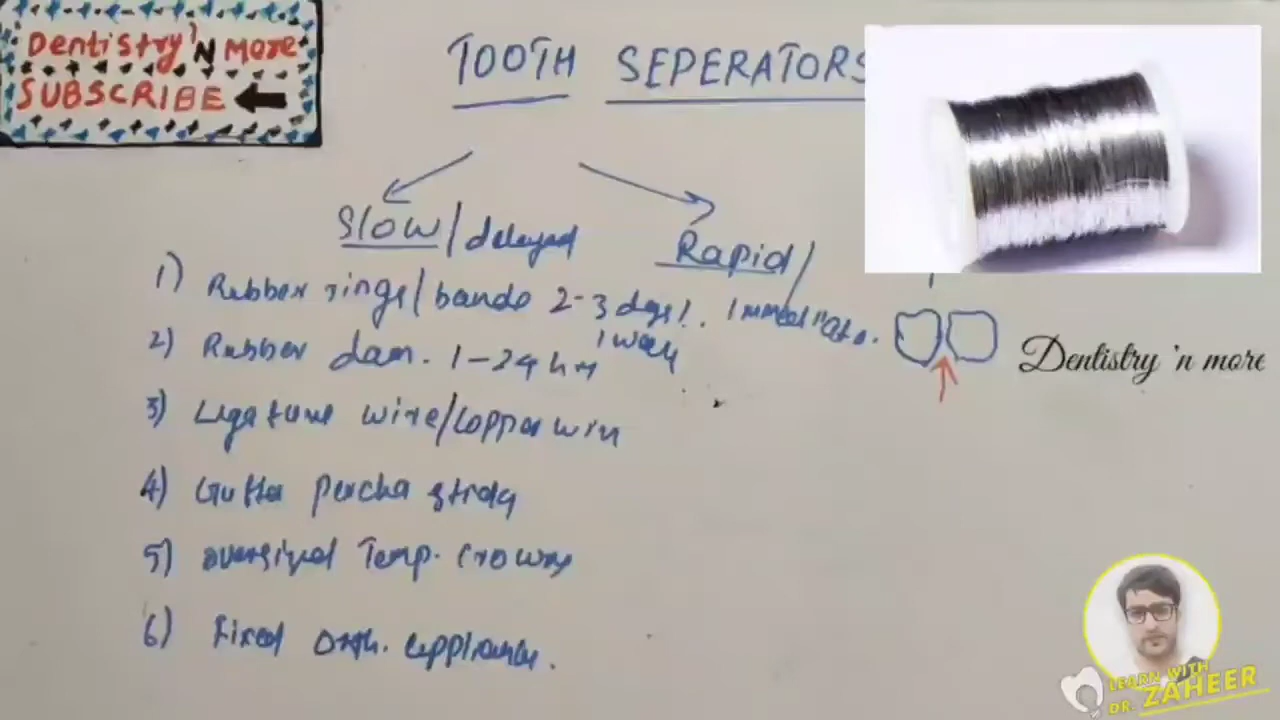 Dentistry 'N More
SUBSCRIBE
TOOTH SEPERATORS
Slow / delayed
Rapid / Immediate.
1) Rubber rings / bands 2-3 days / 1 week
2) Rubber dam. 1-24 hrs
3) Ligature wire / Copper wire
4) Gutta percha
5) oversized Temp. Crowns
6) Fixed Orth. appliance.
Dentistry 'n more
LEARN WITH
DR. ZAHEER